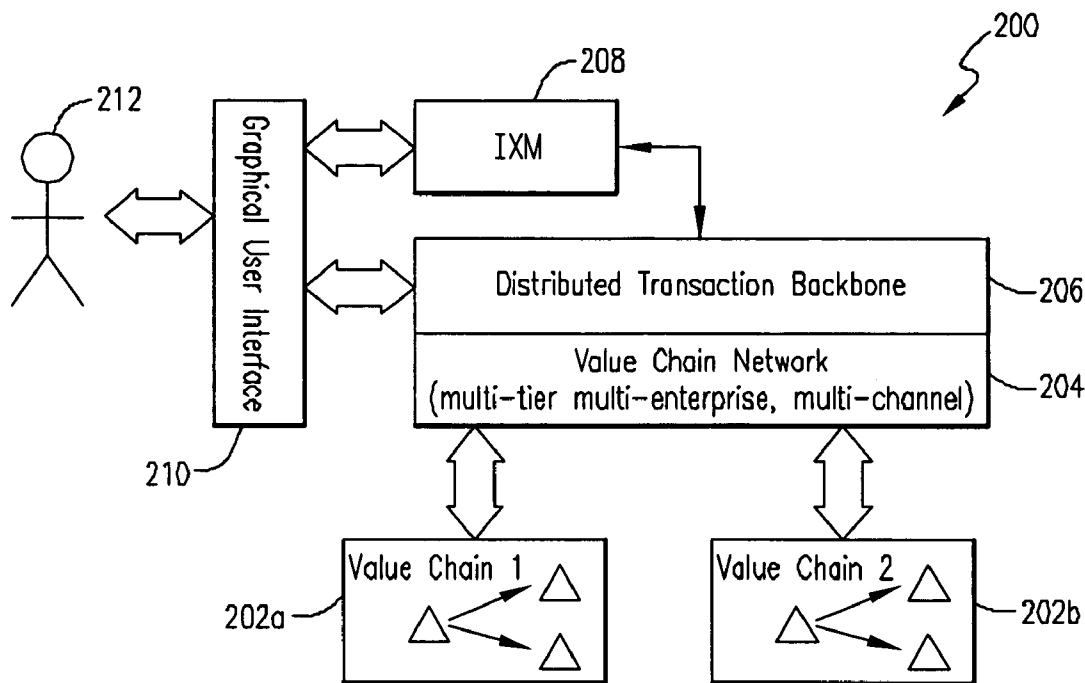 200
208
212
IXM
Graphical User Interface
Distributed Transaction Backbone
206
Value Chain Network
(multi-tier multi-enterprise, multi-channel)
204
210
Value Chain 1
202a
Value Chain 2
202b